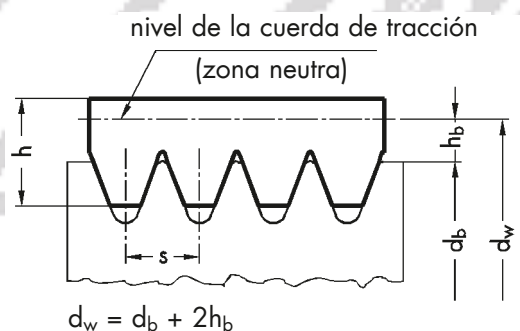 nivel de la cuerda de tracción
(zona neutra)
h
h_b
s
d_b
d_w
d_w = d_b + 2h_b